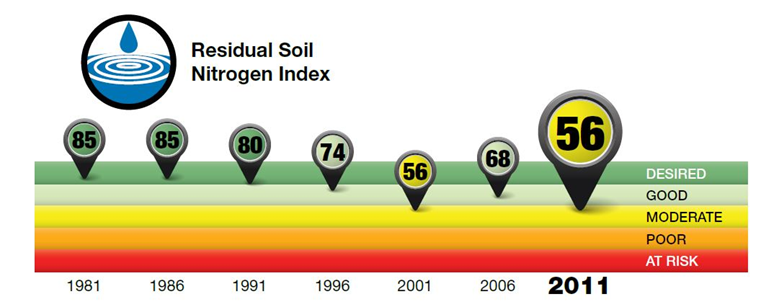 Residual Soil
Nitrogen Index
85
85
80
74
56
68
56
DESIRED
GOOD
MODERATE
POOR
AT RISK
1981
1986
1991
1996
2001
2006
2011